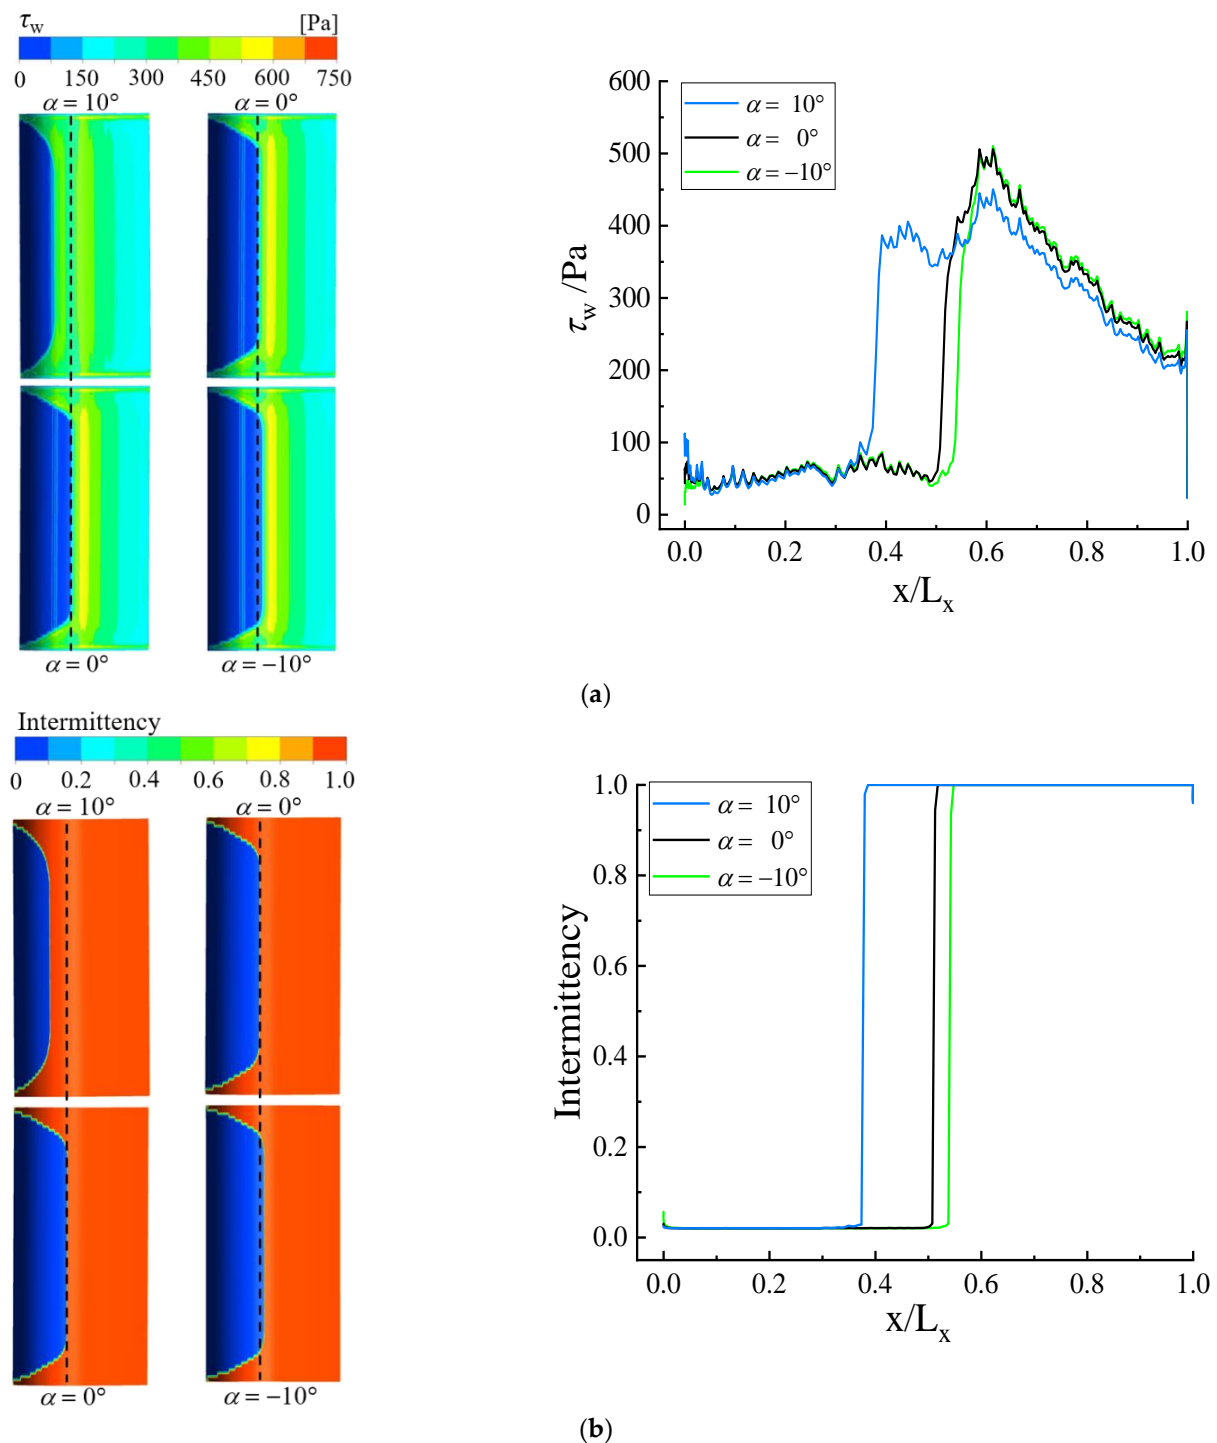 τw [Pa]
0 150 300 450 600 750
α = 10° α = 0°
α = 0° α = −10°
600
500
400
300
200
100
0
τw /Pa
α = 10°
α = 0°
α = −10°
0.0 0.2 0.4 0.6 0.8 1.0
x/Lx
(a)
Intermittency
0 0.2 0.4 0.6 0.8 1.0
α = 10° α = 0°
α = 0° α = −10°
1.0
0.8
0.6
0.4
0.2
0.0
Intermittency
α = 10°
α = 0°
α = −10°
0.0 0.2 0.4 0.6 0.8 1.0
x/Lx
(b)